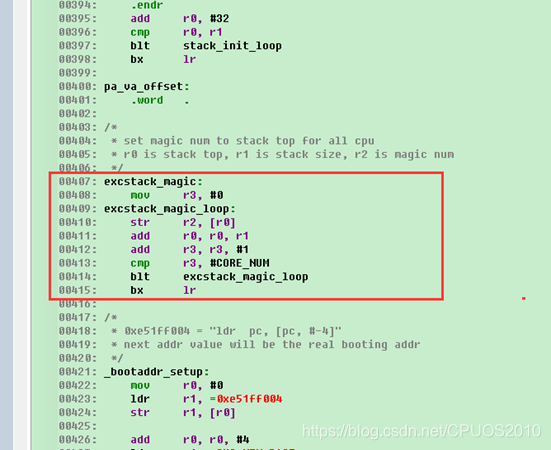 00394:     .endr
00395:     add     r0, #32
00396:     cmp     r0, r1
00397:     blt     stack_init_loop
00398:     bx      lr
00399:
00400: pa_va_offset:
00401:     .word   .
00402:
00403: /*
00404:  * set magic num to stack top for all cpu
00405:  * r0 is stack top, r1 is stack size, r2 is magic num
00406:  */
00407: excstack_magic:
00408:     mov     r3, #0
00409: excstack_magic_loop:
00410:     str     r2, [r0]
00411:     add     r0, r0, r1
00412:     add     r3, r3, #1
00413:     cmp     r3, #CORE_NUM
00414:     blt     excstack_magic_loop
00415:     bx      lr
00416:
00417: /*
00418:  * 0xe51ff004 = "ldr  pc, [pc, #-4]"
00419:  * next addr value will be the real booting addr
00420:  */
00421: _bootaddr_setup:
00422:     mov     r0, #0
00423:     ldr     r1, =0xe51ff004
00424:     str     r1, [r0]
00425:
00426:     add     r0, r0, #4
https://blog.csdn.net/CPUOS2010